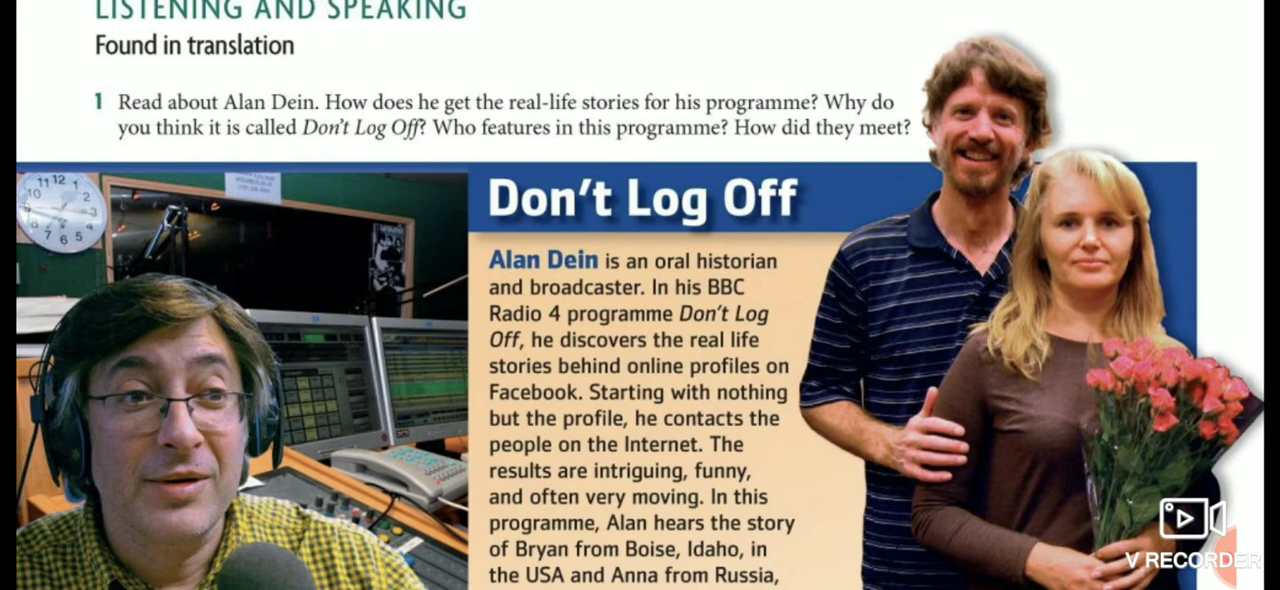 LISTENING AND SPEAKING
Found in translation
1 Read about Alan Dein. How does he get the real-life stories for his programme? Why do
you think it is called Don't Log Off? Who features in this programme? How did they meet?
Don't Log Off
Alan Dein is an oral historian
and broadcaster. In his BBC
Radio 4 programme Don't Log
Off, he discovers the real life
stories behind online profiles on
Facebook. Starting with nothing
but the profile, he contacts the
people on the Internet. The
results are intriguing, funny,
and often very moving. In this
programme, Alan hears the story
of Bryan from Boise, Idaho, in
the USA and Anna from Russia,
V RECORDER